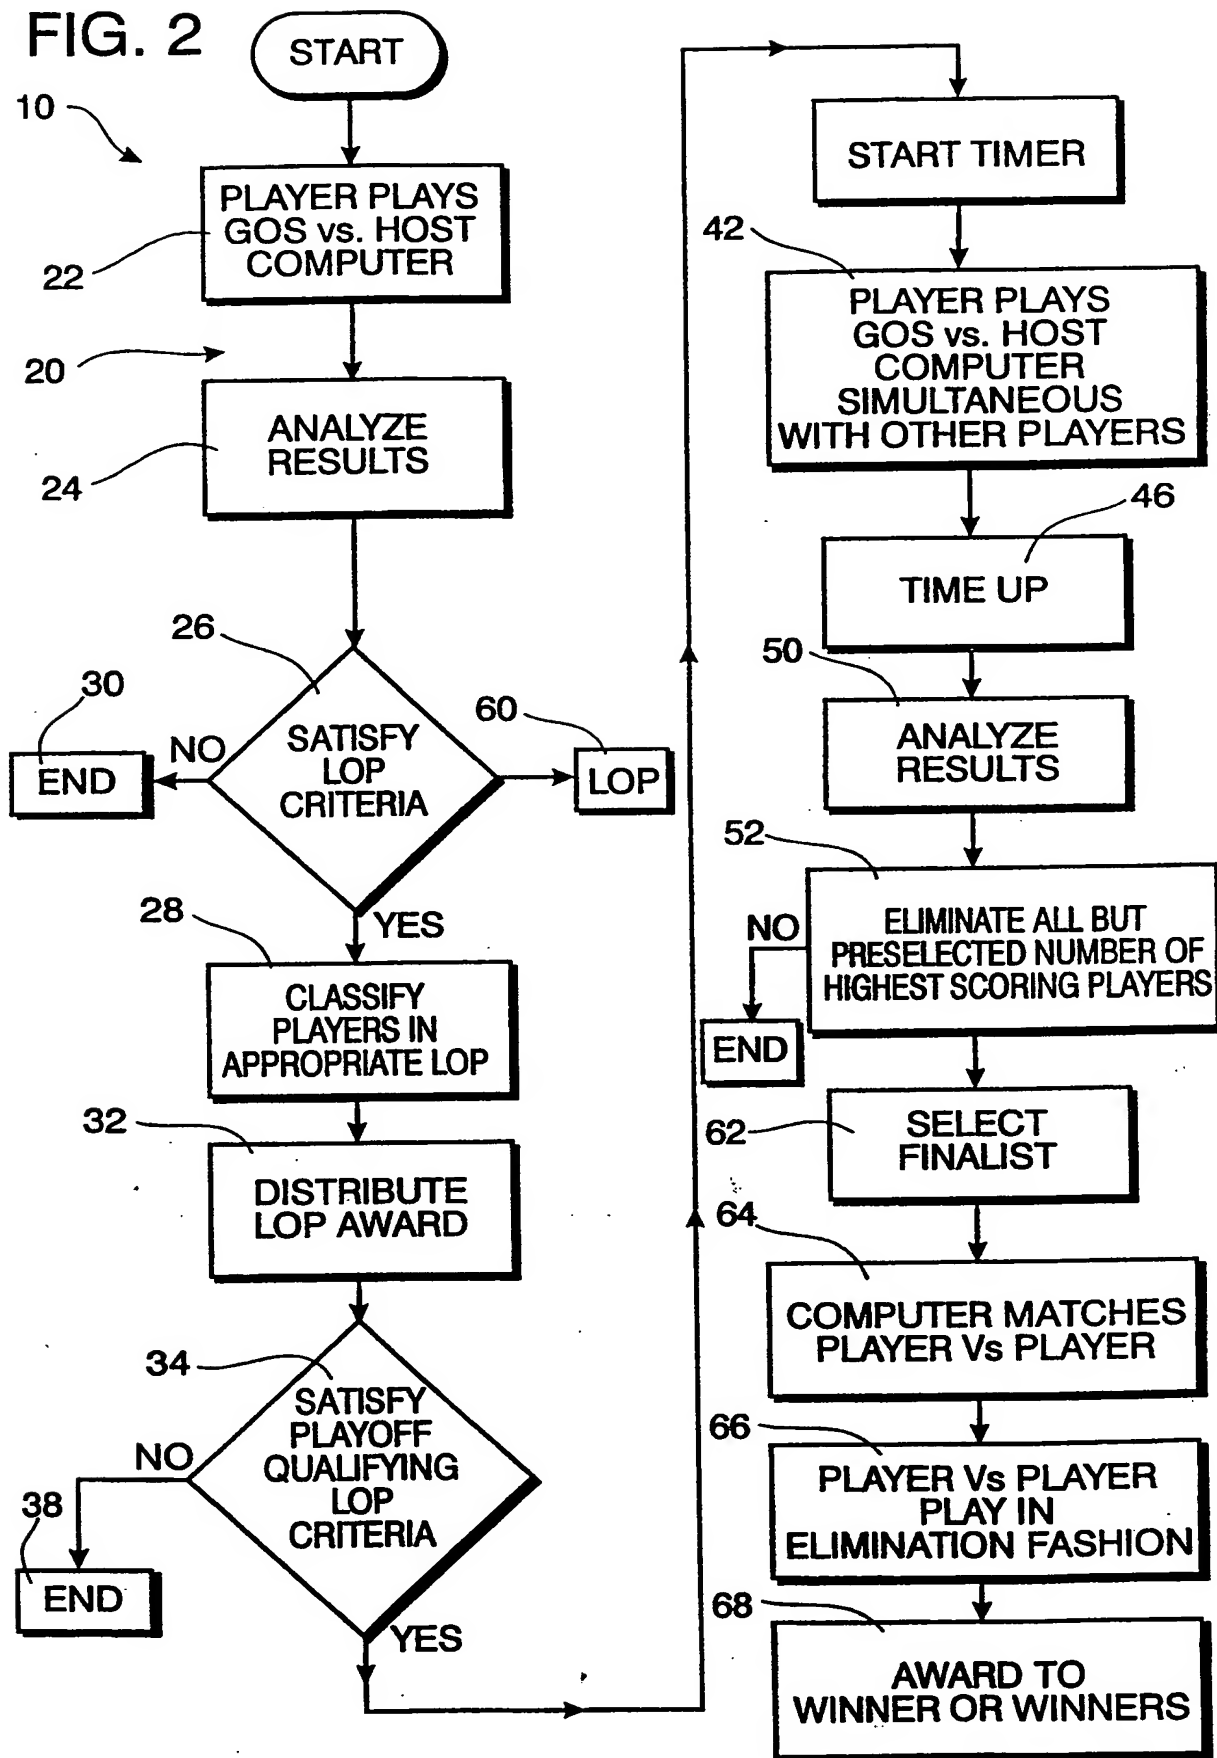 FIG. 2
START
10
PLAYER PLAYS
GOS vs. HOST
COMPUTER
22
20
ANALYZE
RESULTS
24
26
SATISFY
LOP
CRITERIA
NO
30
END
60
LOP
YES
28
CLASSIFY
PLAYERS IN
APPROPRIATE LOP
32
DISTRIBUTE
LOP AWARD
34
SATISFY
PLAYOFF
QUALIFYING
LOP
CRITERIA
NO
38
END
YES
START TIMER
42
PLAYER PLAYS
GOS vs. HOST
COMPUTER
SIMULTANEOUS
WITH OTHER PLAYERS
46
TIME UP
50
ANALYZE
RESULTS
52
ELIMINATE ALL BUT
PRESELECTED NUMBER OF
HIGHEST SCORING PLAYERS
NO
END
62
SELECT
FINALIST
64
COMPUTER MATCHES
PLAYER Vs PLAYER
66
PLAYER Vs PLAYER
PLAY IN
ELIMINATION FASHION
68
AWARD TO
WINNER OR WINNERS